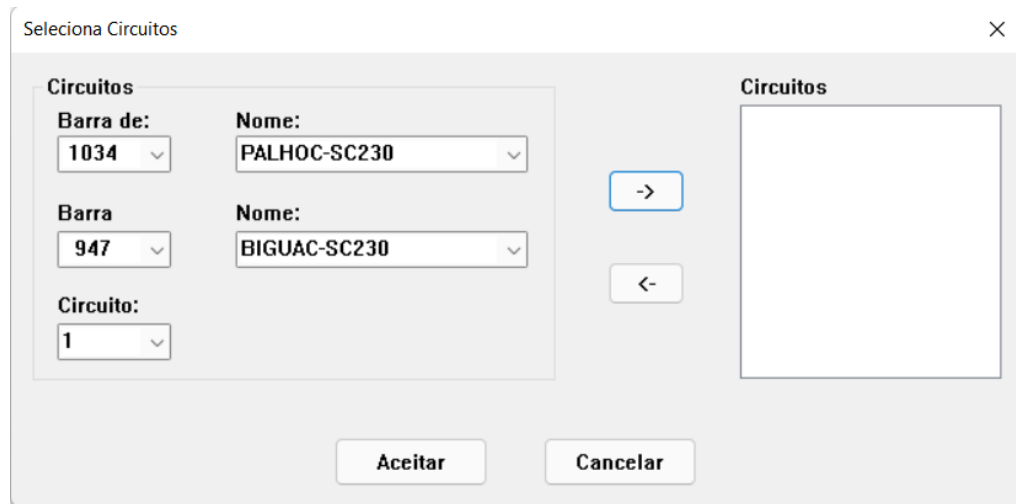 Seleciona Circuitos
Circuitos
Circuitos
Barra de:
Nome:
1034
PALHOC-SC230
->
Barra
Nome:
947
BIGUAC-SC230
<-
Circuito:
1
Aceitar
Cancelar